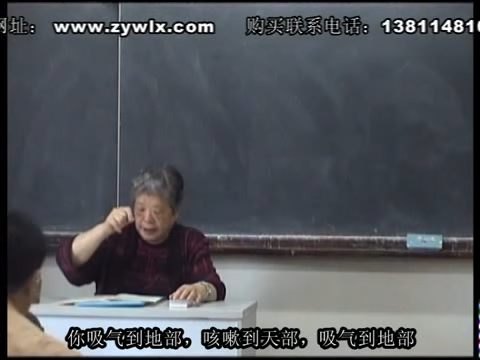 网址： www.zywlx.com 购买联系电话：138114816
你吸气到地部，咳嗽到天部，吸气到地部